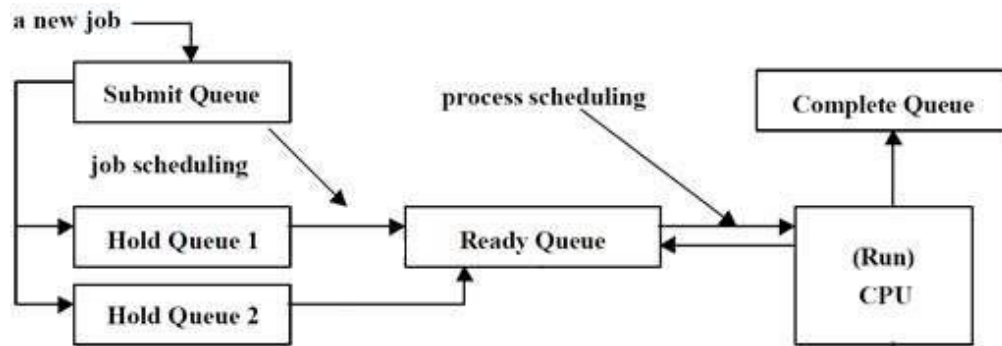 a new job
Submit Queue
process scheduling
Complete Queue
job scheduling
Hold Queue 1
Ready Queue
(Run)
CPU
Hold Queue 2